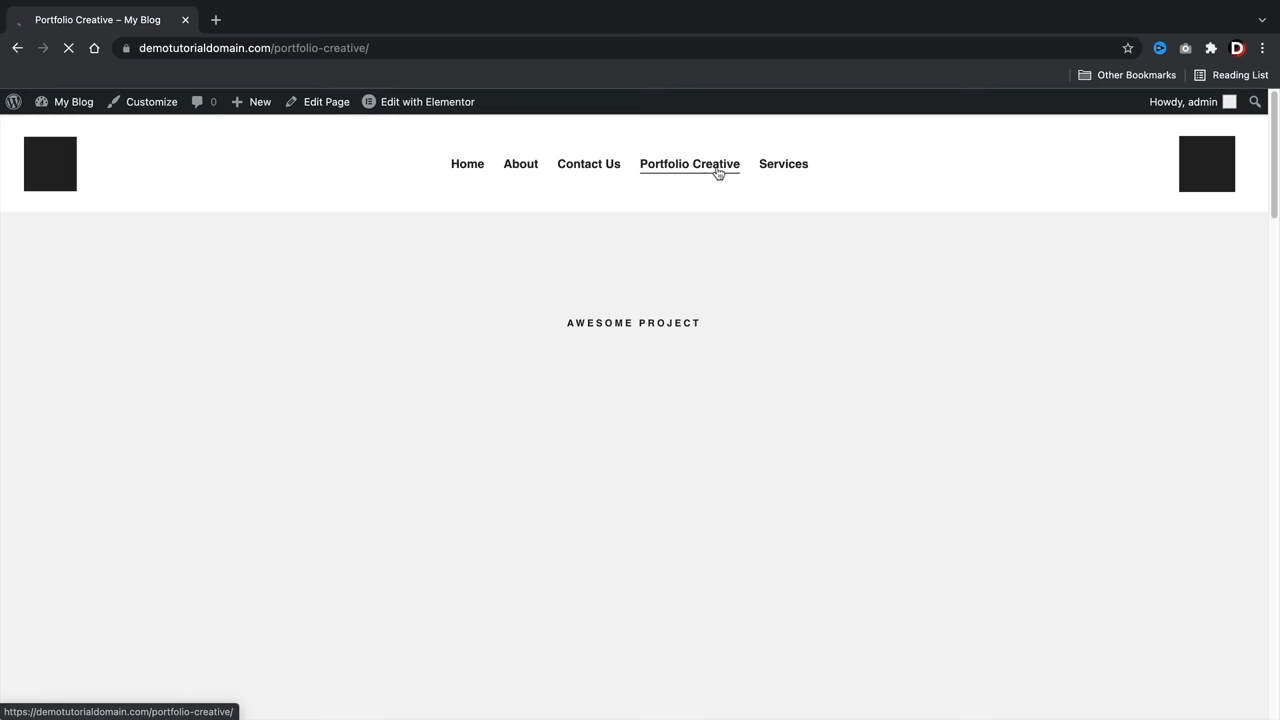 Portfolio Creative – My Blog
demotutorialdomain.com/portfolio-creative/
Other Bookmarks Reading List
My Blog Customize 0 New Edit Page Edit with Elementor Howdy, admin
Home About Contact Us Portfolio Creative Services
AWESOME PROJECT
https://demotutorialdomain.com/portfolio-creative/